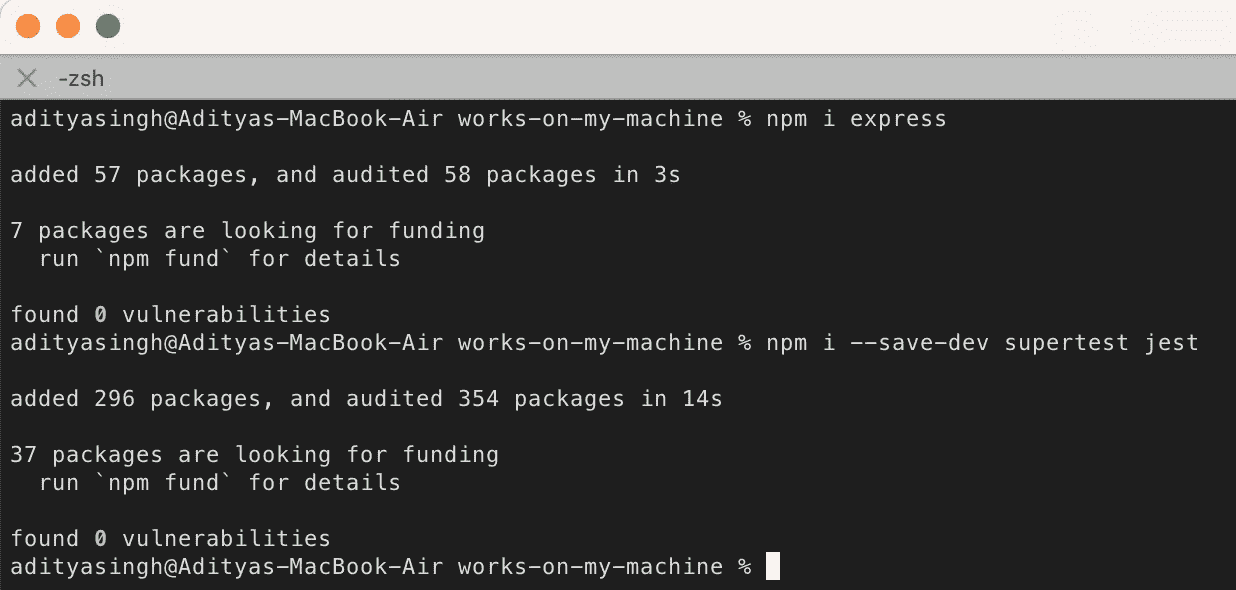 -zsh
adityasingh@Adityas-MacBook-Air works-on-my-machine % npm i express
added 57 packages, and audited 58 packages in 3s
7 packages are looking for funding
  run `npm fund` for details
found 0 vulnerabilities
adityasingh@Adityas-MacBook-Air works-on-my-machine % npm i --save-dev supertest jest
added 296 packages, and audited 354 packages in 14s
37 packages are looking for funding
  run `npm fund` for details
found 0 vulnerabilities
adityasingh@Adityas-MacBook-Air works-on-my-machine %